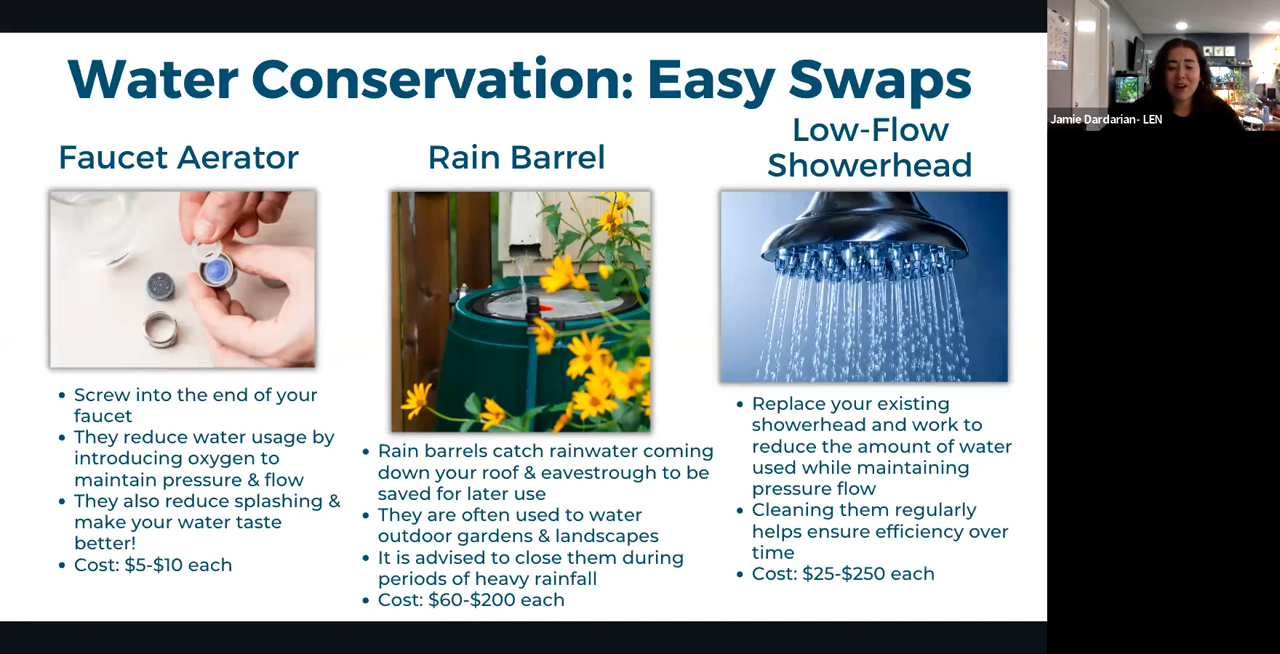 Water Conservation: Easy Swaps
Faucet Aerator
• Screw into the end of your
faucet
• They reduce water usage by
introducing oxygen to
maintain pressure & flow
• They also reduce splashing &
make your water taste
better!
• Cost: $5-$10 each
Rain Barrel
• Rain barrels catch rainwater coming
down your roof & eavestrough to be
saved for later use
• They are often used to water
outdoor gardens & landscapes
• It is advised to close them during
periods of heavy rainfall
• Cost: $60-$200 each
Low-Flow
Showerhead
• Replace your existing
showerhead and work to
reduce the amount of water
used while maintaining
pressure flow
• Cleaning them regularly
helps ensure efficiency over
time
• Cost: $25-$250 each
Jamie Dardarian- LEN